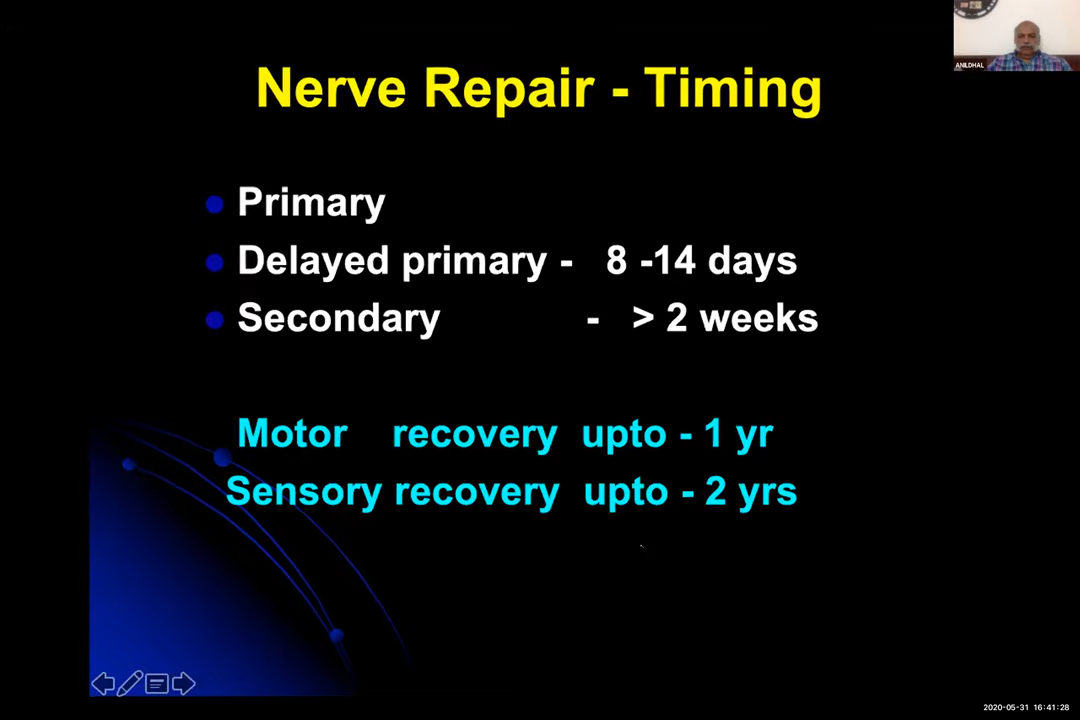 ANILDHAL
Nerve Repair - Timing
Primary
Delayed primary - 8 -14 days
Secondary - > 2 weeks
Motor recovery upto - 1 yr
Sensory recovery upto - 2 yrs
2020-05-31 16:41:28